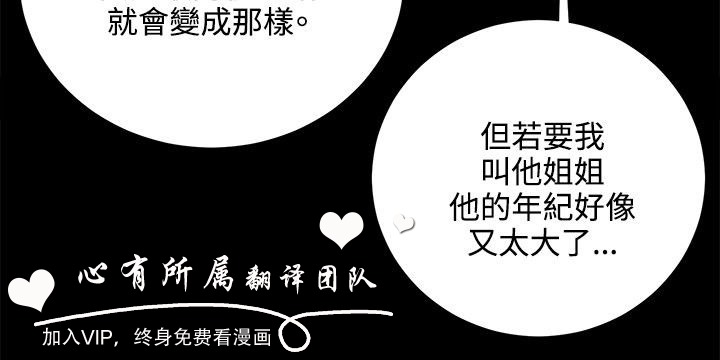 就會變成那樣。
但若要我
叫他姐姐
他的年紀好像
又太大了...
心有所属翻译团队
加入VIP，终身免费看漫画